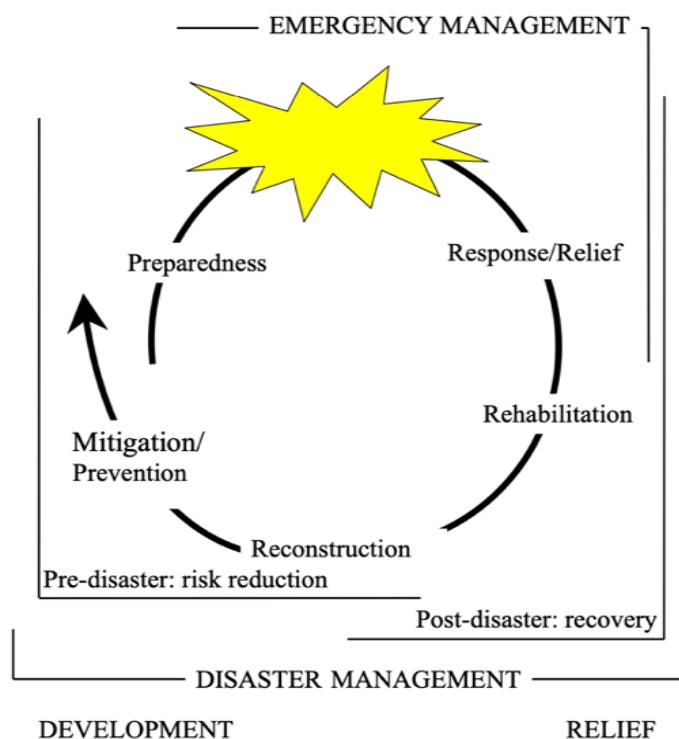 EMERGENCY MANAGEMENT
Preparedness
Response/Relief
Rehabilitation
Mitigation/
Prevention
Reconstruction
Pre-disaster: risk reduction
Post-disaster: recovery
DISASTER MANAGEMENT
DEVELOPMENT
RELIEF